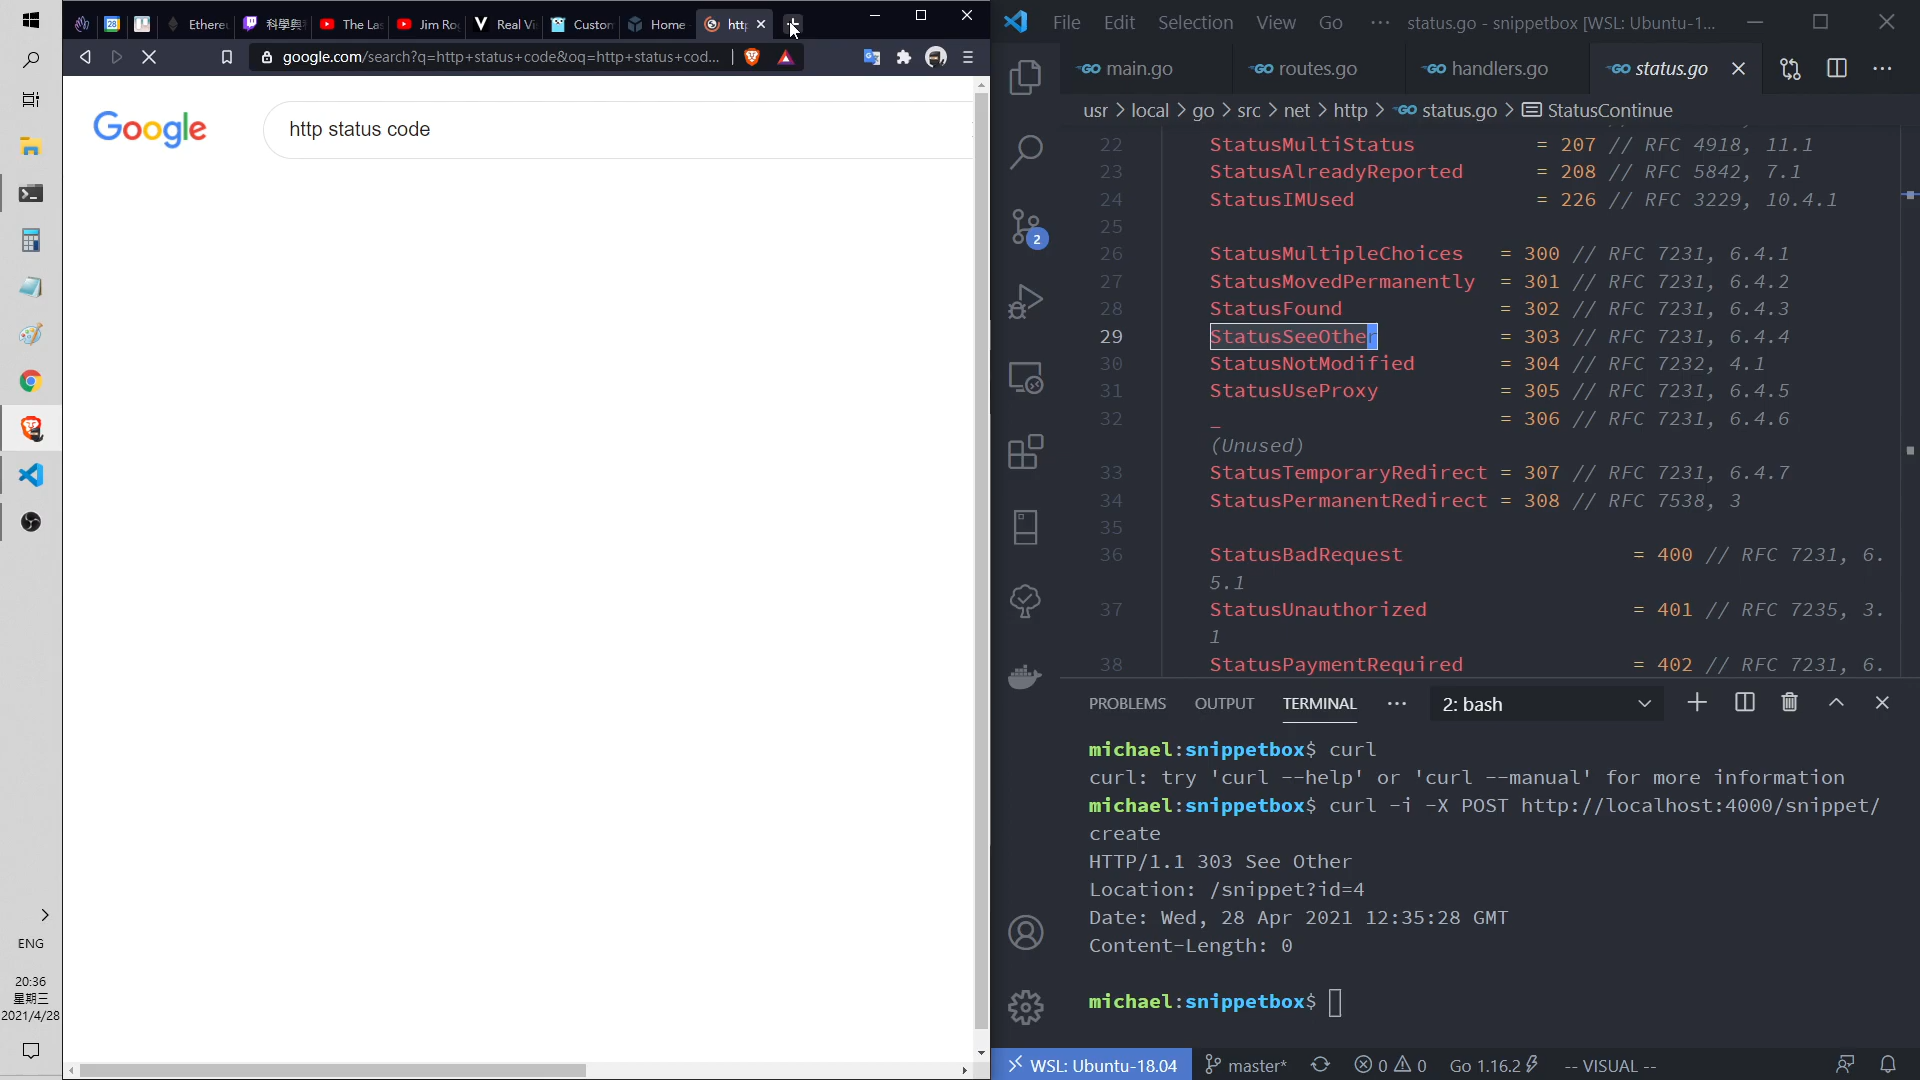 Ethere
科學與
The La
Jim Ro
Real Vi
Custon
Home
http
google.com/search?q=http+status+code&oq=http+status+cod...
Google
http status code
ENG
20:36
星期三
2021/4/28
File Edit Selection View Go ··· status.go - snippetbox [WSL: Ubuntu-1...
main.go
routes.go
handlers.go
status.go
usr > local > go > src > net > http > status.go > StatusContinue
22 StatusMultiStatus = 207 // RFC 4918, 11.1
23 StatusAlreadyReported = 208 // RFC 5842, 7.1
24 StatusIMUsed = 226 // RFC 3229, 10.4.1
25
26 StatusMultipleChoices = 300 // RFC 7231, 6.4.1
27 StatusMovedPermanently = 301 // RFC 7231, 6.4.2
28 StatusFound = 302 // RFC 7231, 6.4.3
29 StatusSeeOther = 303 // RFC 7231, 6.4.4
30 StatusNotModified = 304 // RFC 7232, 4.1
31 StatusUseProxy = 305 // RFC 7231, 6.4.5
32 _ = 306 // RFC 7231, 6.4.6
(Unused)
33 StatusTemporaryRedirect = 307 // RFC 7231, 6.4.7
34 StatusPermanentRedirect = 308 // RFC 7538, 3
35
36 StatusBadRequest = 400 // RFC 7231, 6.
5.1
37 StatusUnauthorized = 401 // RFC 7235, 3.
1
38 StatusPaymentRequired = 402 // RFC 7231, 6.
2
PROBLEMS OUTPUT TERMINAL ··· 2: bash
michael:snippetbox$ curl
curl: try 'curl --help' or 'curl --manual' for more information
michael:snippetbox$ curl -i -X POST http://localhost:4000/snippet/
create
HTTP/1.1 303 See Other
Location: /snippet?id=4
Date: Wed, 28 Apr 2021 12:35:28 GMT
Content-Length: 0
michael:snippetbox$
WSL: Ubuntu-18.04 master* 0 0 Go 1.16.2 -- VISUAL --